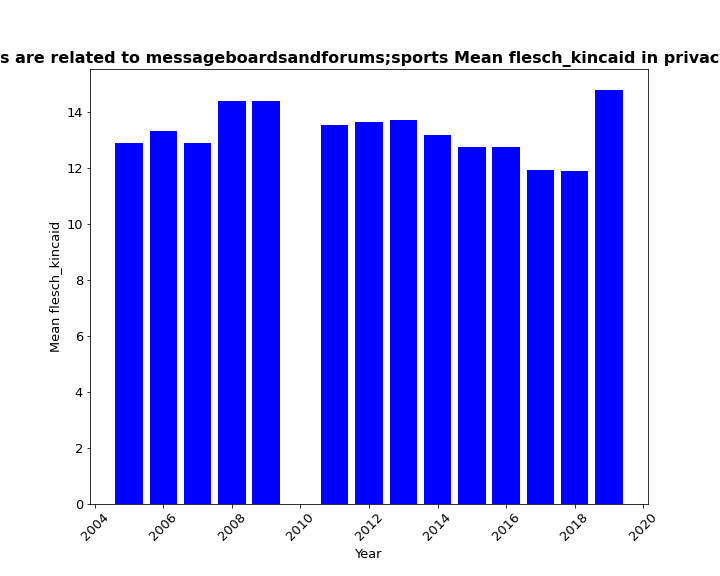 s are related to messageboardsandforums;sports Mean flesch_kincaid in privac
14
12
10
8
6
4
2
0
Mean flesch_kincaid
2004 2006 2008 2010 2012 2014 2016 2018 2020
Year